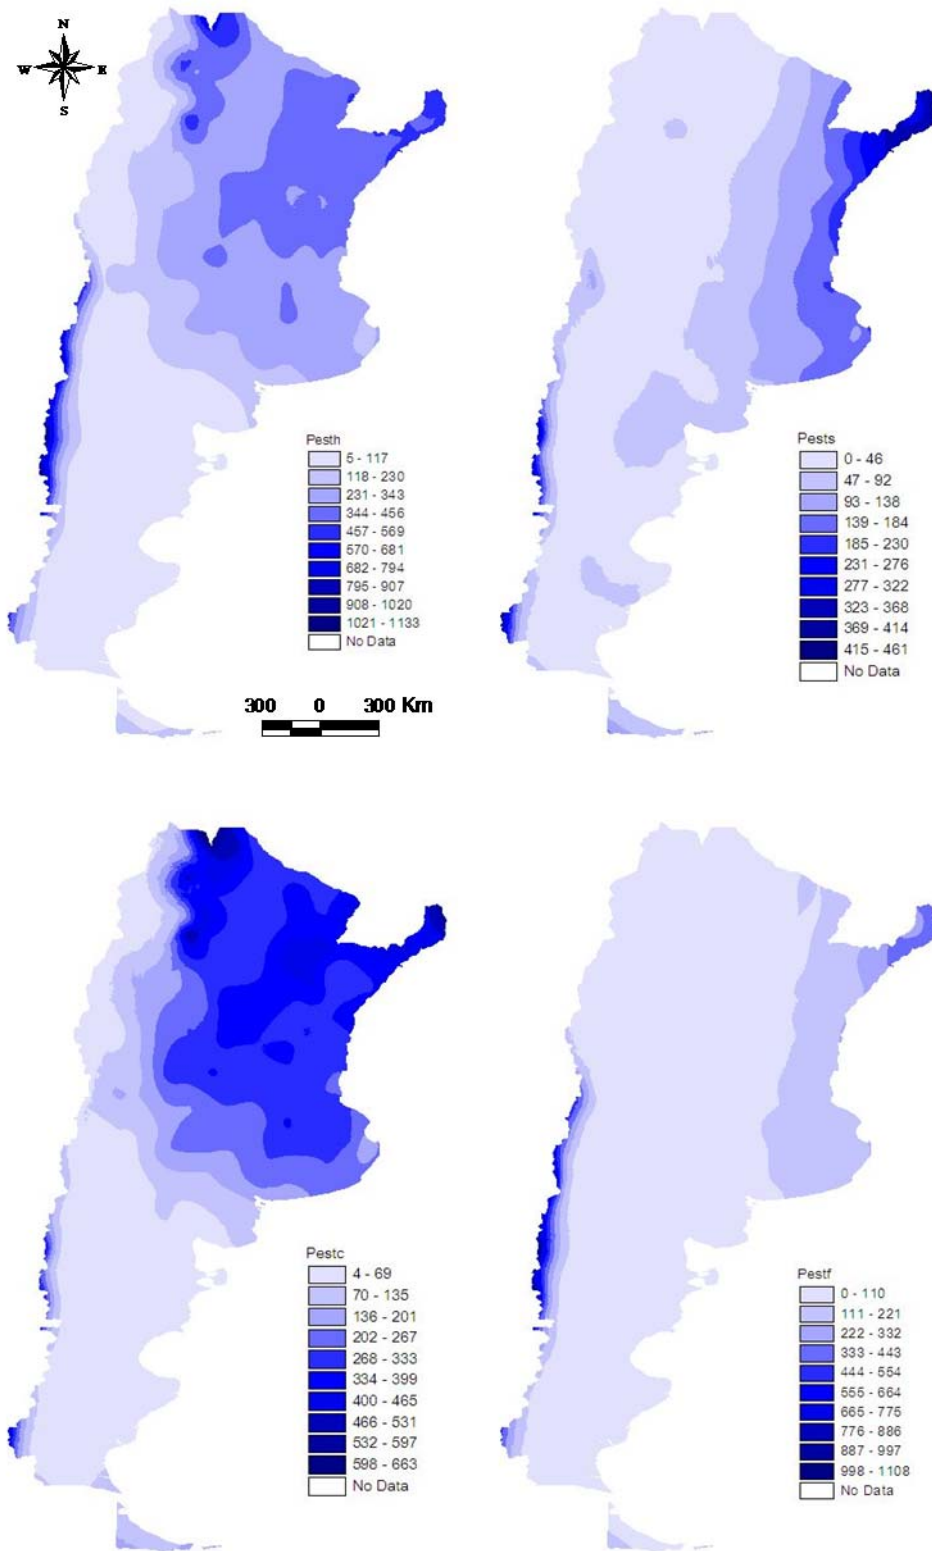 N
W E
S
Pesth
5 - 117
118 - 230
231 - 343
344 - 456
457 - 569
570 - 681
682 - 794
795 - 907
908 - 1020
1021 - 1133
No Data
300 0 300 Km
Pests
0 - 46
47 - 92
93 - 138
139 - 184
185 - 230
231 - 276
277 - 322
323 - 368
369 - 414
415 - 461
No Data
Pestc
4 - 69
70 - 135
136 - 201
202 - 267
268 - 333
334 - 399
400 - 465
466 - 531
532 - 597
598 - 663
No Data
Pestf
0 - 110
111 - 221
222 - 332
333 - 443
444 - 554
555 - 664
665 - 775
776 - 886
887 - 997
998 - 1108
No Data